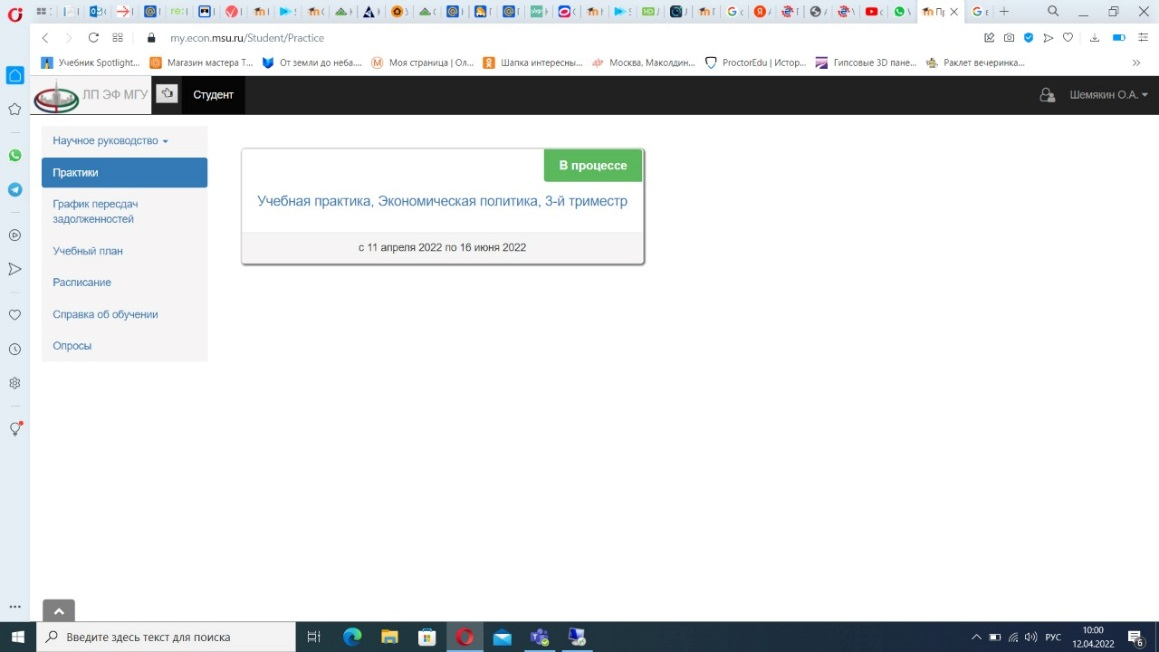 my.econ.msu.ru/Student/Practice
Учебник Spotlight... Магазин мастера Т... От земли до неба.... Моя страница | Ол... Шапка интересны... Москва, Маколдин... ProctorEdu | Истор... Гипсовые 3D пане... Раклет вечеринка...
ЛП ЭФ МГУ Студент Шемякин О.А.
Научное руководство
Практики
График пересдач
задолженностей
Учебный план
Расписание
Справка об обучении
Опросы
В процессе
Учебная практика, Экономическая политика, 3-й триместр
с 11 апреля 2022 по 16 июня 2022
Введите здесь текст для поиска
РУС
10:00
12.04.2022
6